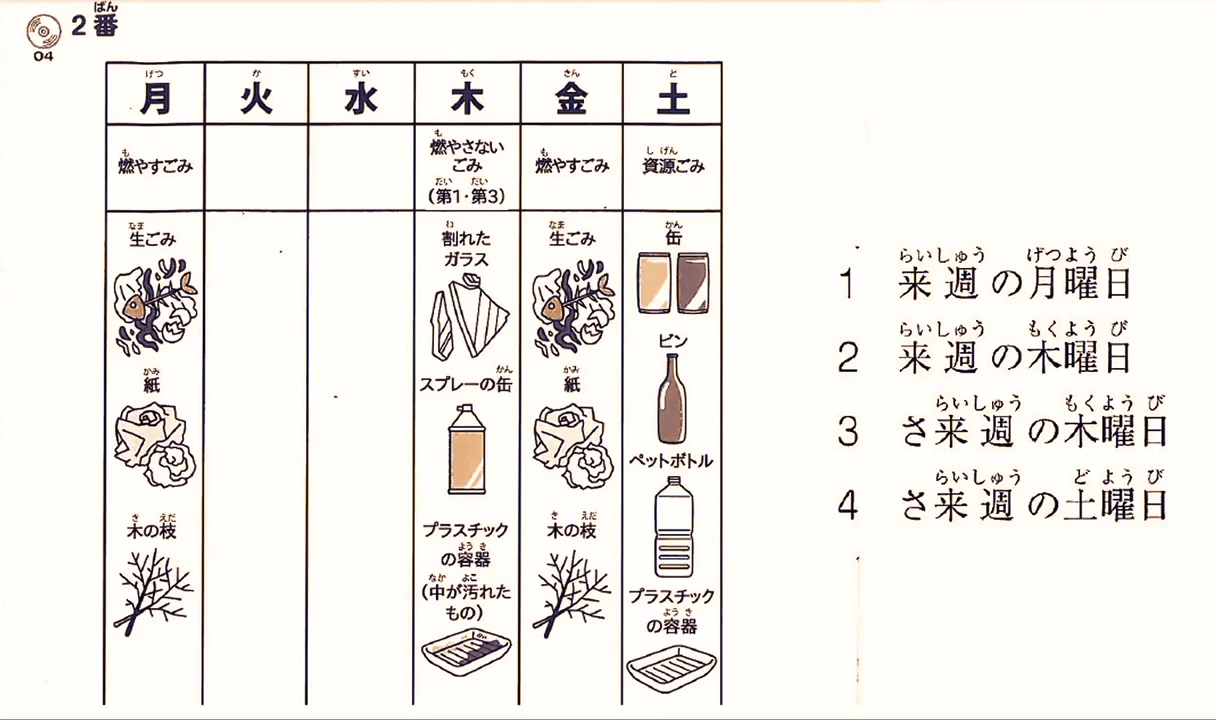 04
2番
月 火 水 木 金 土
燃やすごみ
燃やさない
ごみ
(第1・第3)
燃やすごみ
資源ごみ
生ごみ
紙
木の枝
割れた
ガラス
スプレーの缶
プラスチック
の容器
(中が汚れた
もの)
生ごみ
紙
木の枝
缶
ビン
ペットボトル
プラスチック
の容器
1 来週の月曜日
2 来週の木曜日
3 さ来週の木曜日
4 さ来週の土曜日